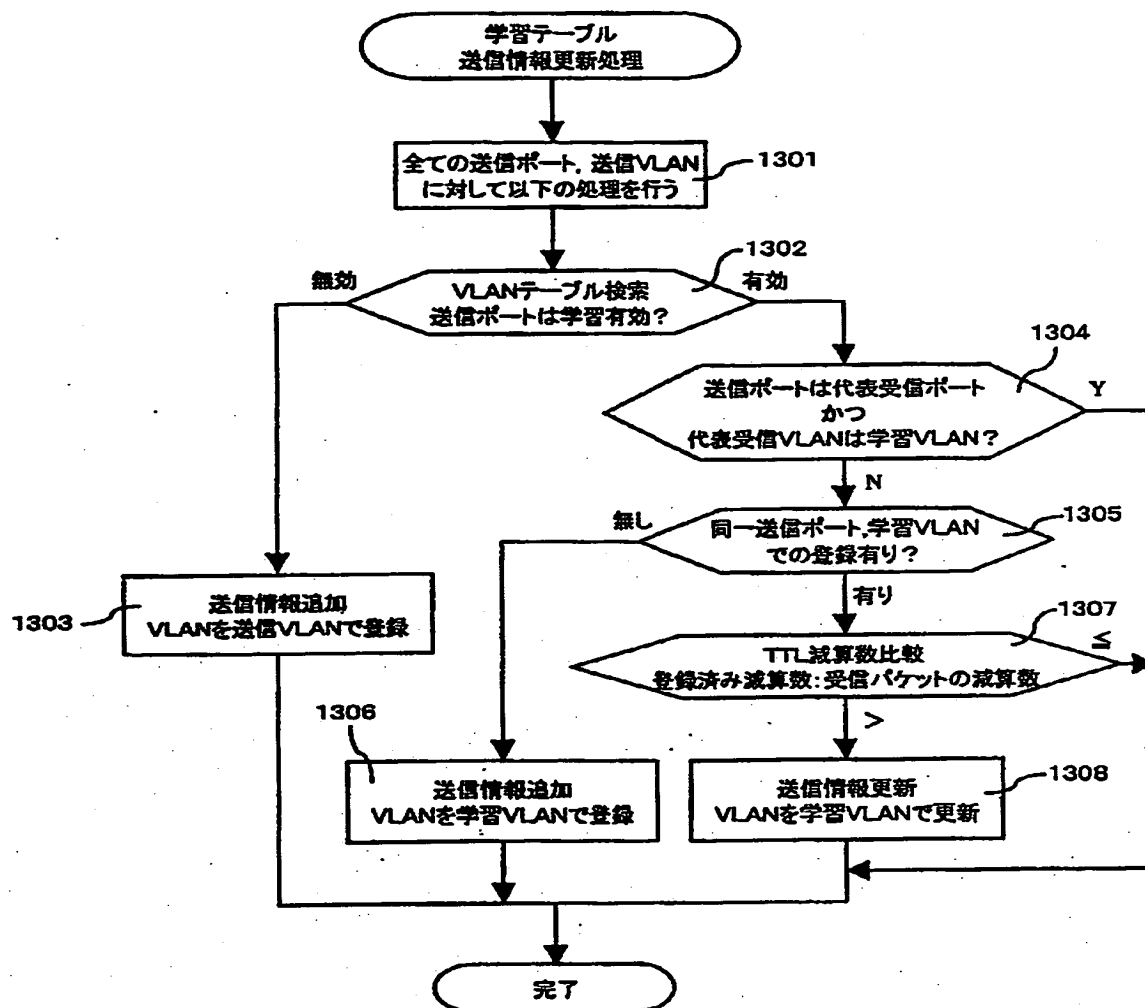 学習テーブル
送信情報更新処理
全ての送信ポート,送信VLAN
に対して以下の処理を行う
1301
1302
無効
有効
VLANテーブル検索
送信ポートは学習有効?
1304
送信ポートは代表受信ポート
かつ
代表受信VLANは学習VLAN?
Y
N
1305
無し
同一送信ポート,学習VLAN
での登録有り?
有り
1303
送信情報追加
VLANを送信VLANで登録
1307
TTL減算数比較
登録済み減算数:受信パケットの減算数
≦
>
1306
送信情報追加
VLANを学習VLANで登録
1308
送信情報更新
VLANを学習VLANで更新
完了